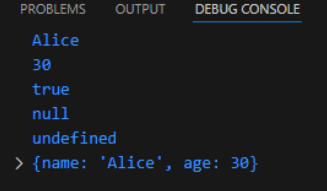 PROBLEMS OUTPUT DEBUG CONSOLE
Alice
30
true
null
undefined
> {name: 'Alice', age: 30}